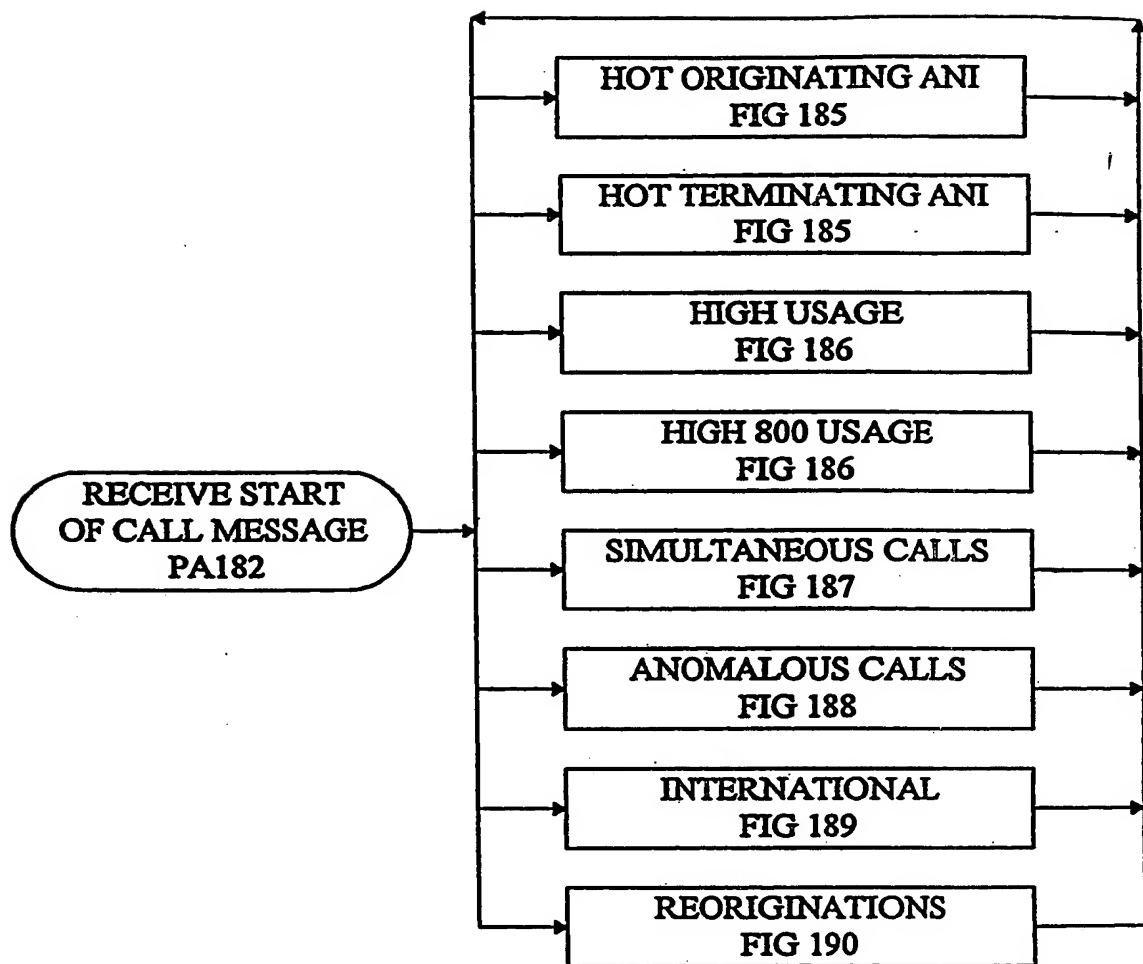 HOT ORIGINATING ANI
FIG 185
HOT TERMINATING ANI
FIG 185
HIGH USAGE
FIG 186
HIGH 800 USAGE
FIG 186
RECEIVE START
OF CALL MESSAGE
PA182
SIMULTANEOUS CALLS
FIG 187
ANOMALOUS CALLS
FIG 188
INTERNATIONAL
FIG 189
REORIGINATIONS
FIG 190